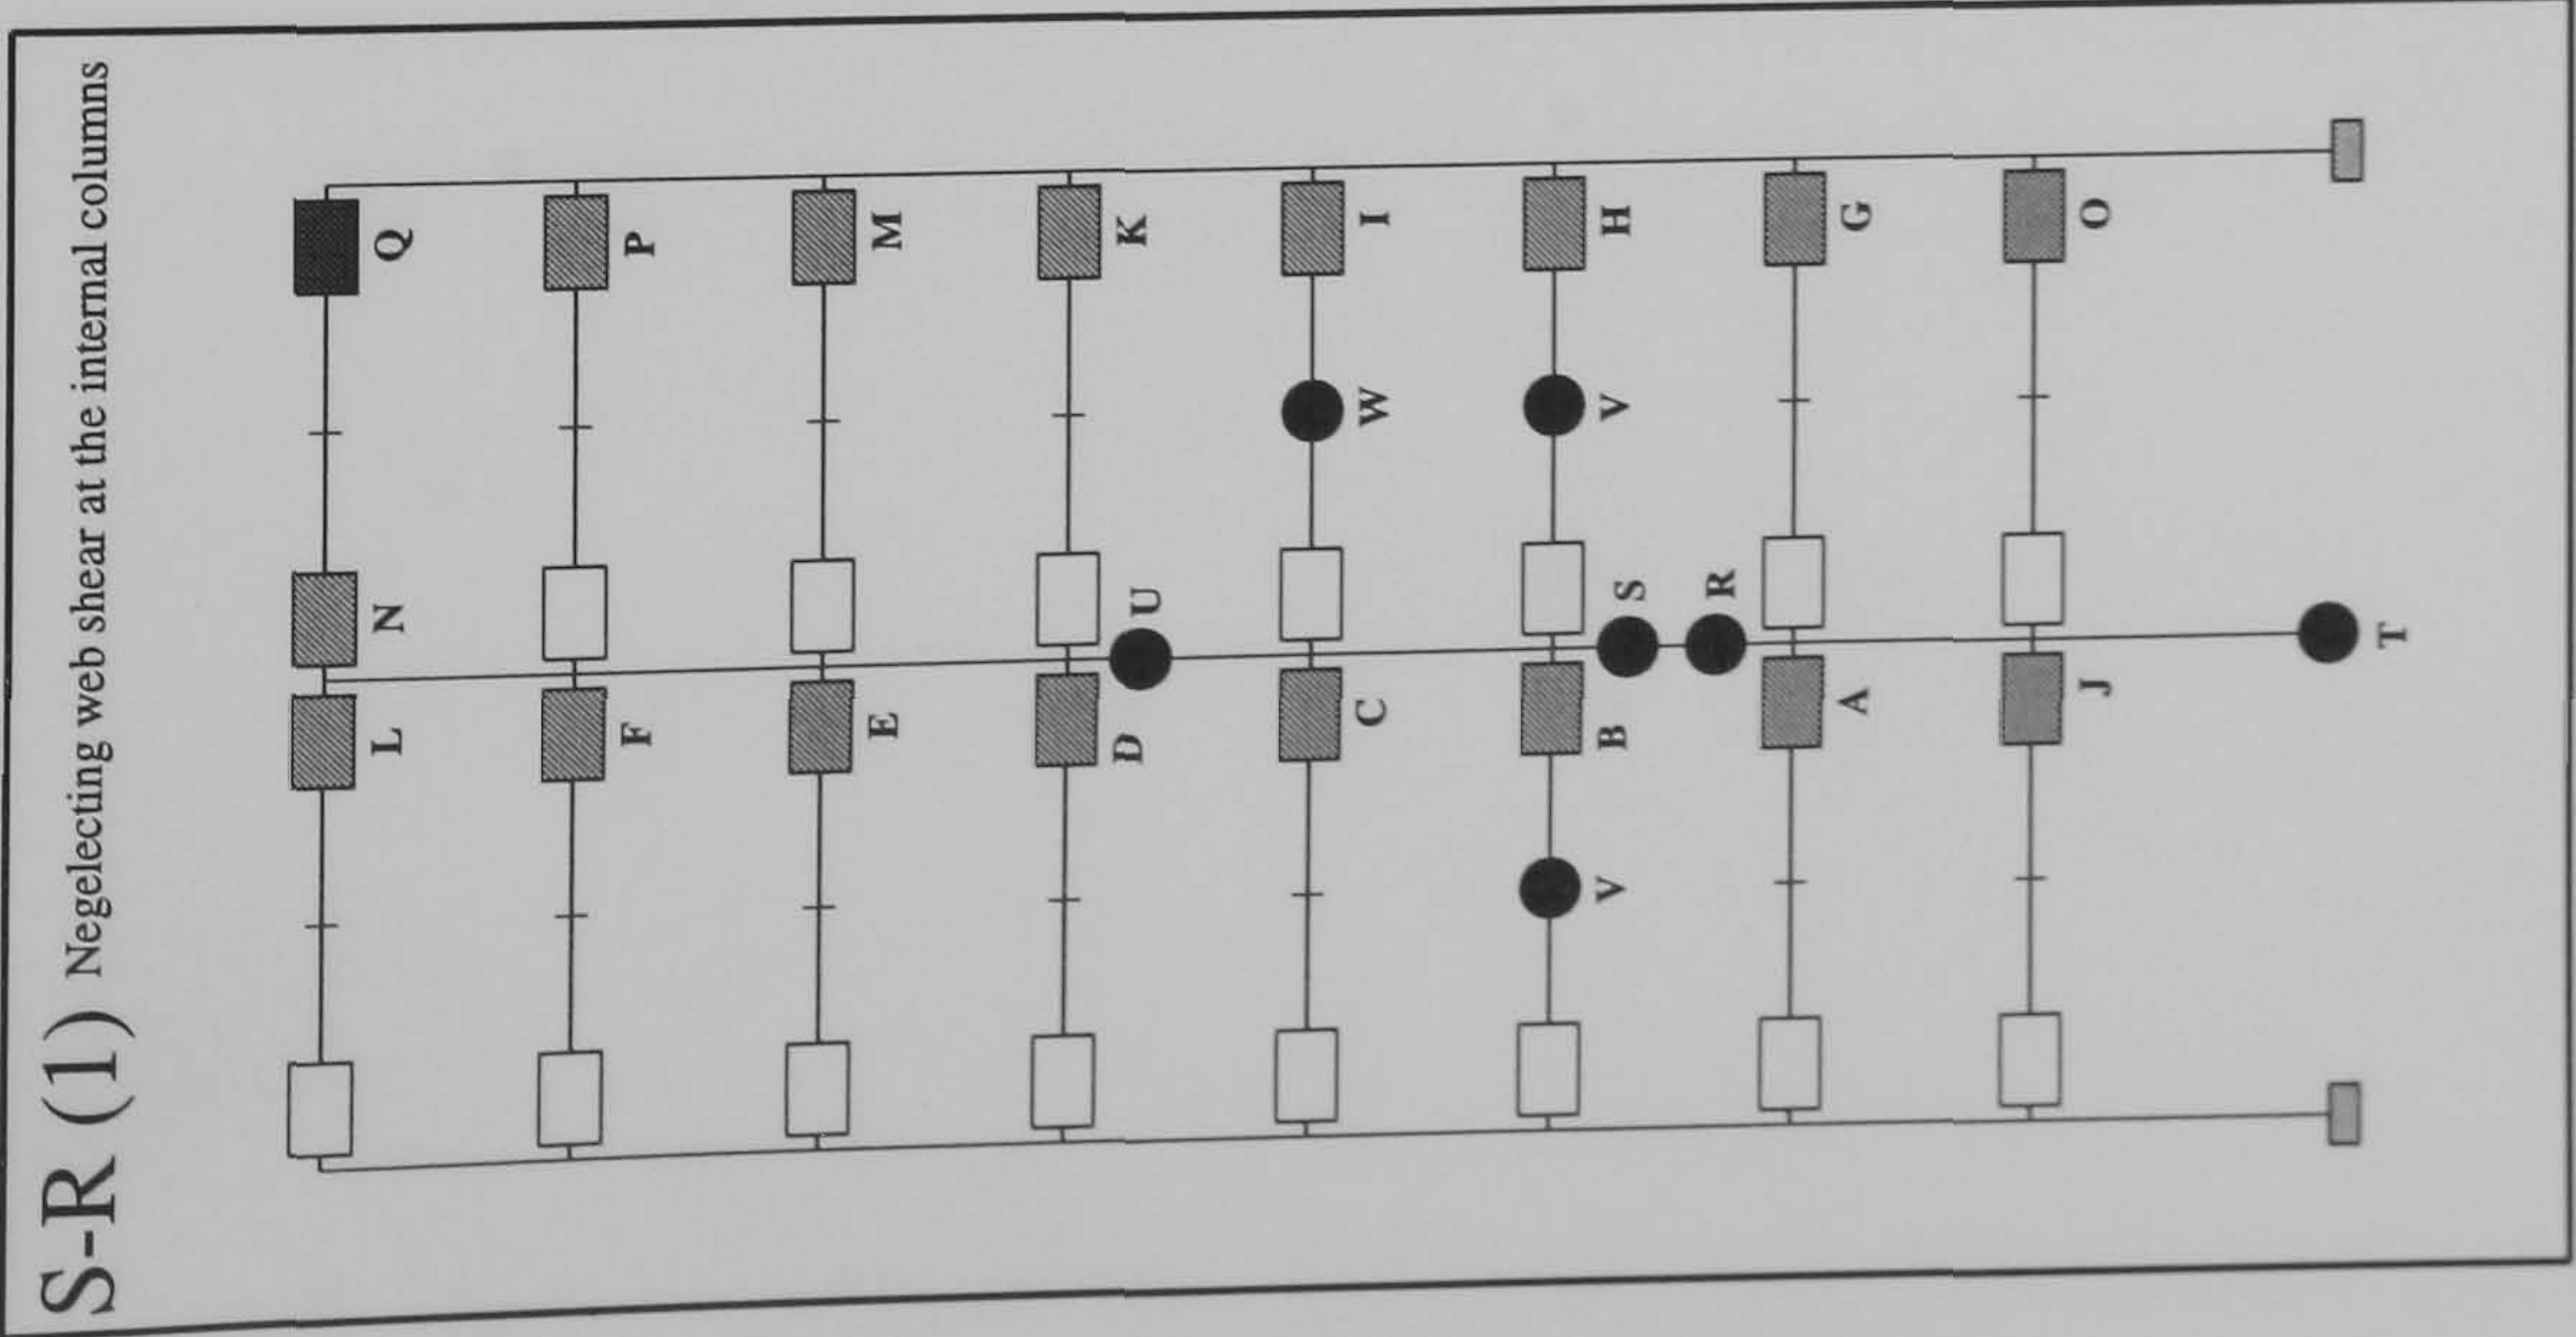 S-R (1) Negelecting web shear at the internal columns
L N Q
F P
E M
D U K
C W I
V B S V H
R
A G
J O
T